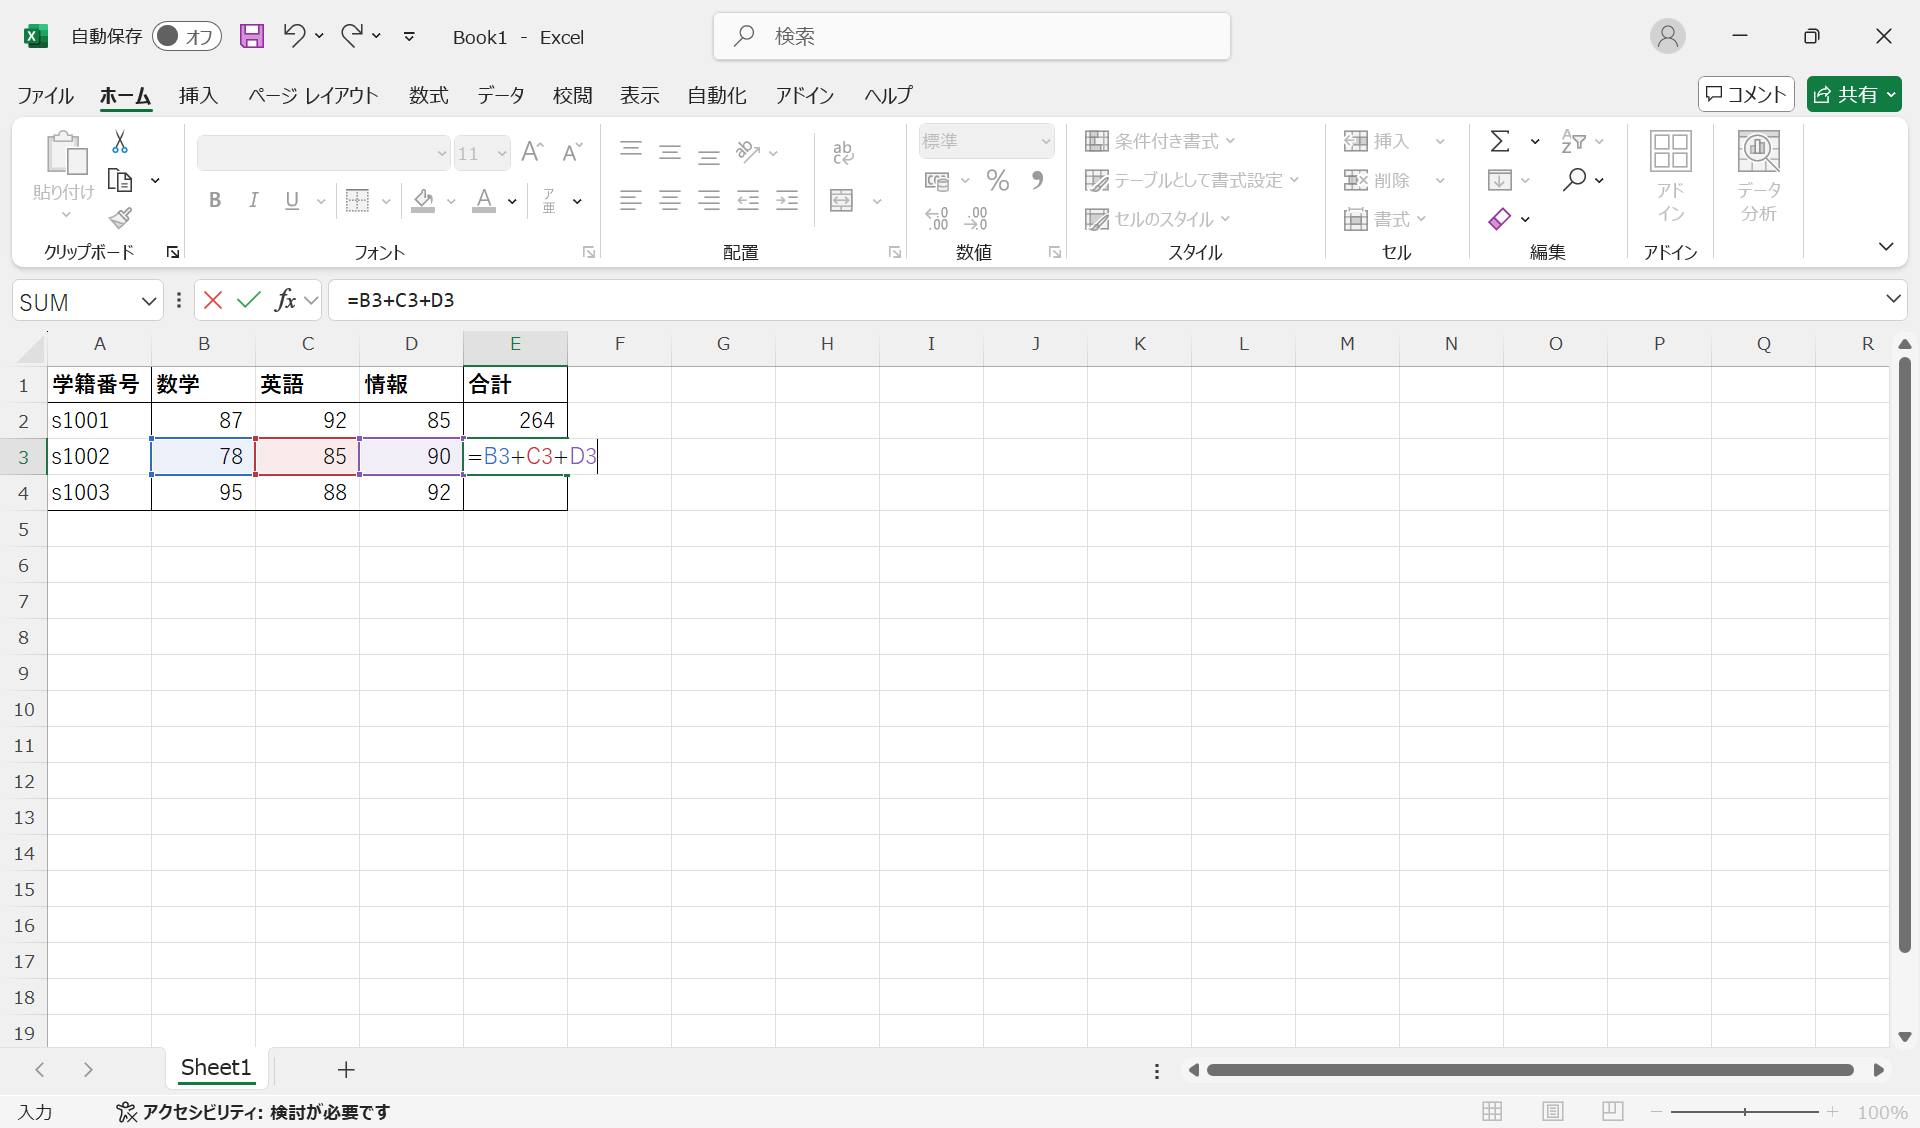 自動保存 オフ Book1 - Excel 検索
ファイル ホーム 挿入 ページ レイアウト 数式 データ 校閲 表示 自動化 アドイン ヘルプ コメント 共有
貼り付け
クリップボード
11
B I U
ア
亜
フォント
ab
配置
標準
数値
条件付き書式
テーブルとして書式設定
セルのスタイル
スタイル
挿入
削除
書式
セル
編集
アド
イン
アドイン
データ
分析
SUM fx =B3+C3+D3
A B C D E F G H I J K L M N O P Q R
1 学籍番号 数学 英語 情報 合計
2 s1001 87 92 85 264
3 s1002 78 85 90 =B3+C3+D3
4 s1003 95 88 92
5
6
7
8
9
10
11
12
13
14
15
16
17
18
19
Sheet1
入力 アクセシビリティ: 検討が必要です 100%